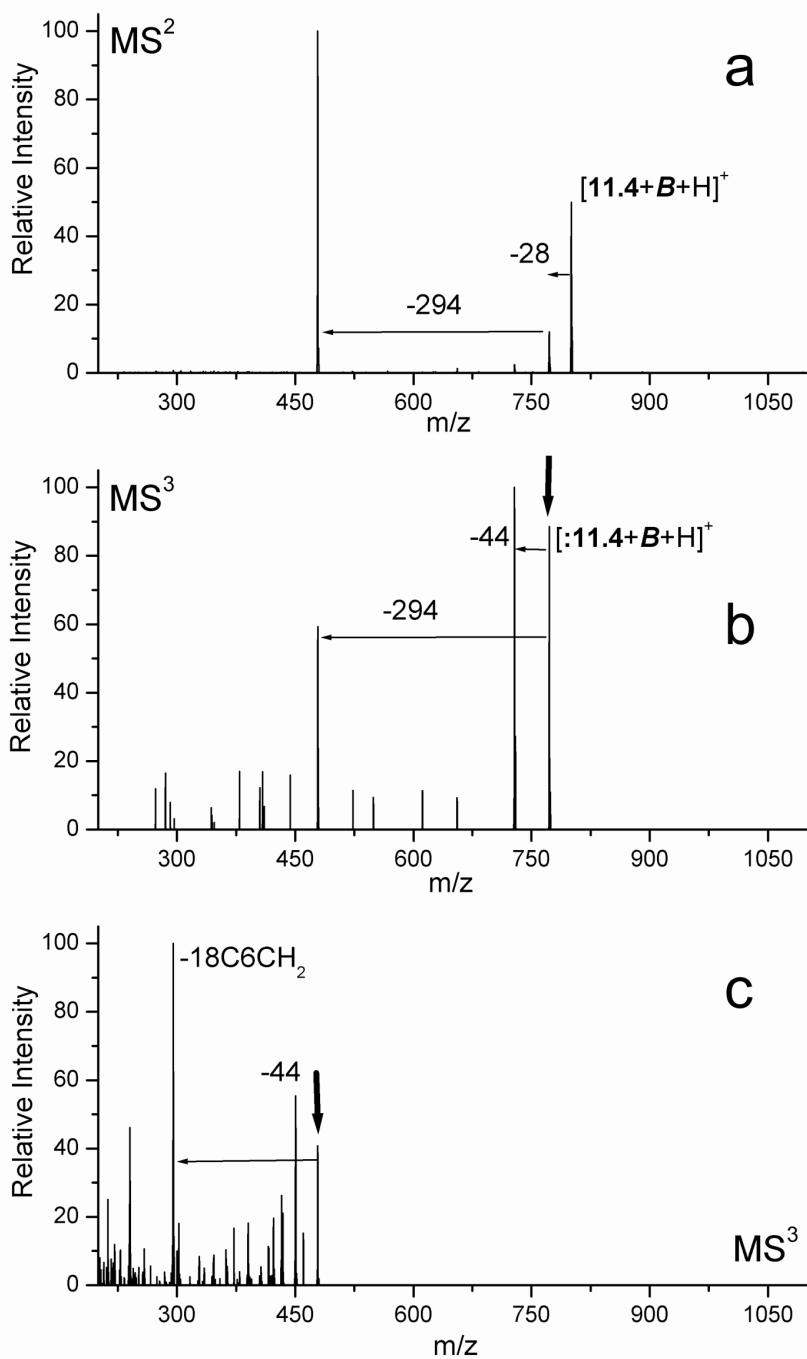 MS²
a
Relative Intensity
100
80
60
40
20
0
[11.4+B+H]⁺
-28
-294
300 450 600 750 900 1050
m/z
MS³
b
Relative Intensity
100
80
60
40
20
0
-44
[:11.4+B+H]⁺
-294
300 450 600 750 900 1050
m/z
c
Relative Intensity
100
80
60
40
20
0
-18C6CH₂
-44
MS³
300 450 600 750 900 1050
m/z